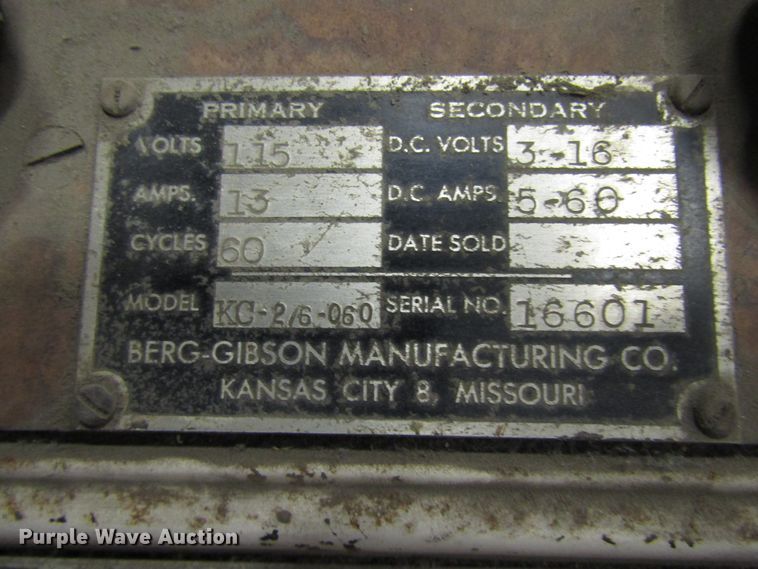 PRIMARY SECONDARY
VOLTS 115 D.C. VOLTS 3-16
AMPS. 13 D.C. AMPS. 5-60
CYCLES 60 DATE SOLD
MODEL KC-2/6-060 SERIAL NO. 16601
BERG-GIBSON MANUFACTURING CO.
KANSAS CITY 8, MISSOURI
Purple Wave Auction